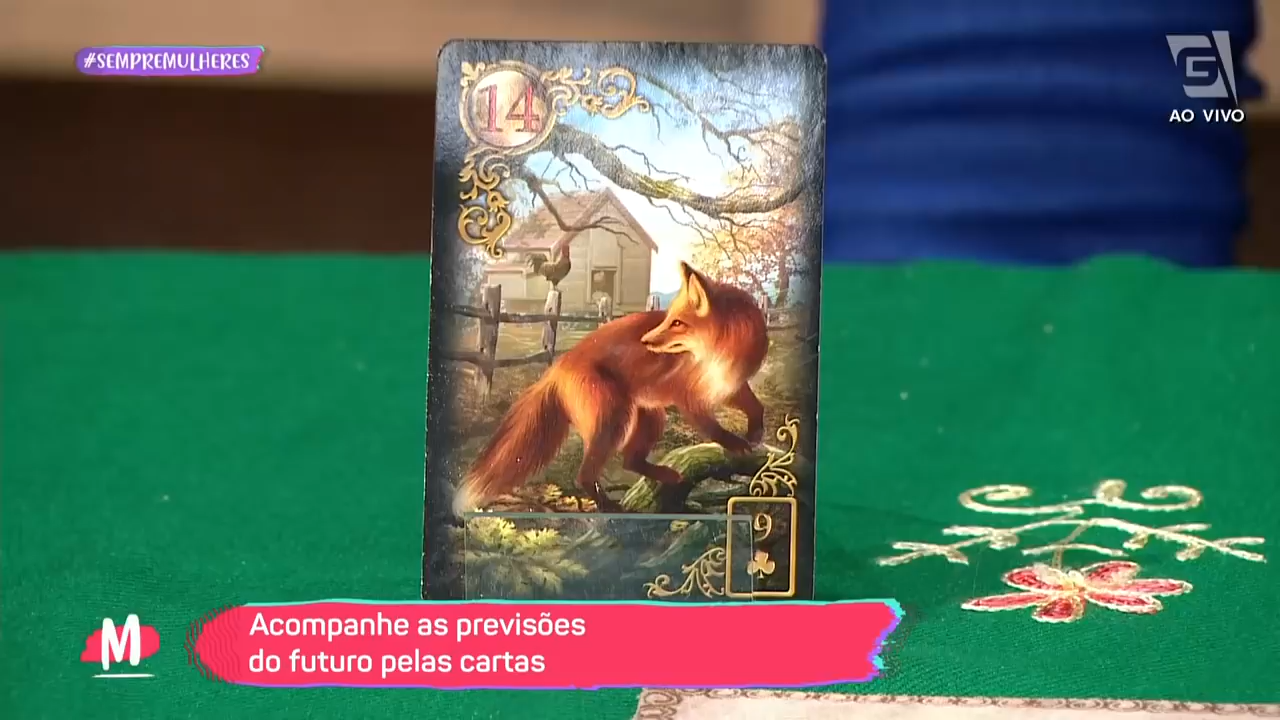 #SEMPREMULHERES
G
AO VIVO
14
9
M
Acompanhe as previsões
do futuro pelas cartas